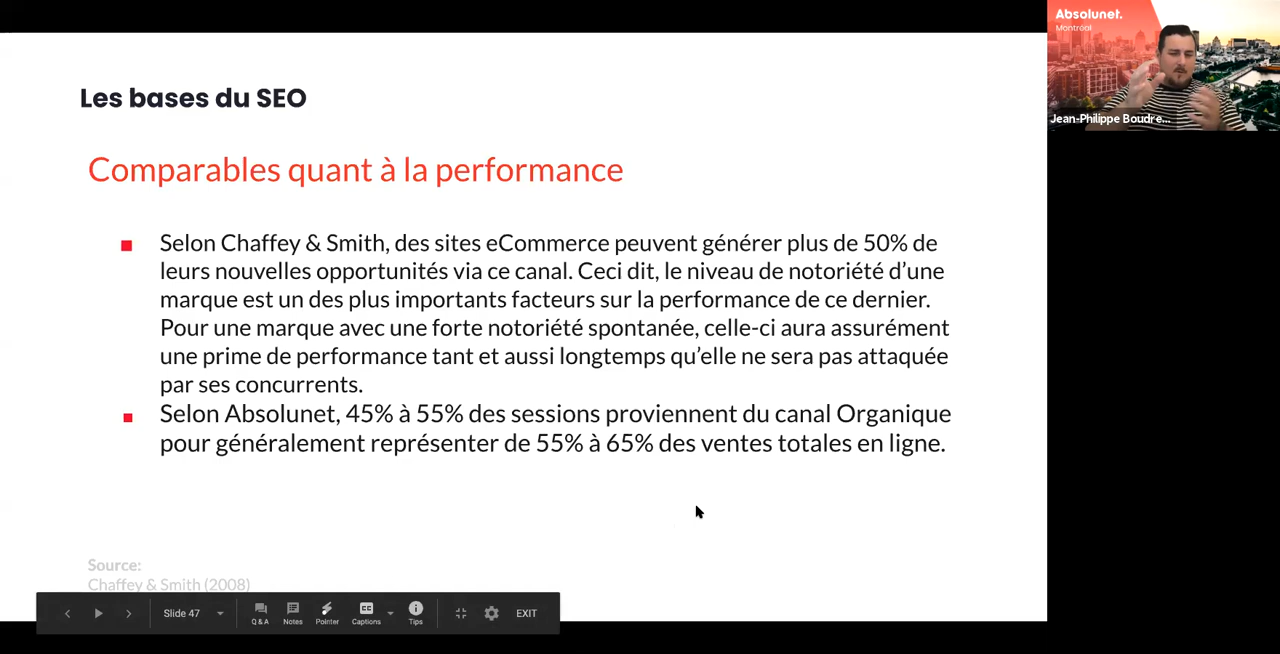 Les bases du SEO
Comparables quant à la performance
Selon Chaffey & Smith, des sites eCommerce peuvent générer plus de 50% de
leurs nouvelles opportunités via ce canal. Ceci dit, le niveau de notoriété d’une
marque est un des plus importants facteurs sur la performance de ce dernier.
Pour une marque avec une forte notoriété spontanée, celle-ci aura assurément
une prime de performance tant et aussi longtemps qu’elle ne sera pas attaquée
par ses concurrents.
Selon Absolunet, 45% à 55% des sessions proviennent du canal Organique
pour généralement représenter de 55% à 65% des ventes totales en ligne.
Source:
Chaffey & Smith (2008)
Slide 47
Q & A
Notes
Pointer
CC
Captions
Tips
EXIT
Absolunet.
Montréal
Jean-Philippe Boudre...